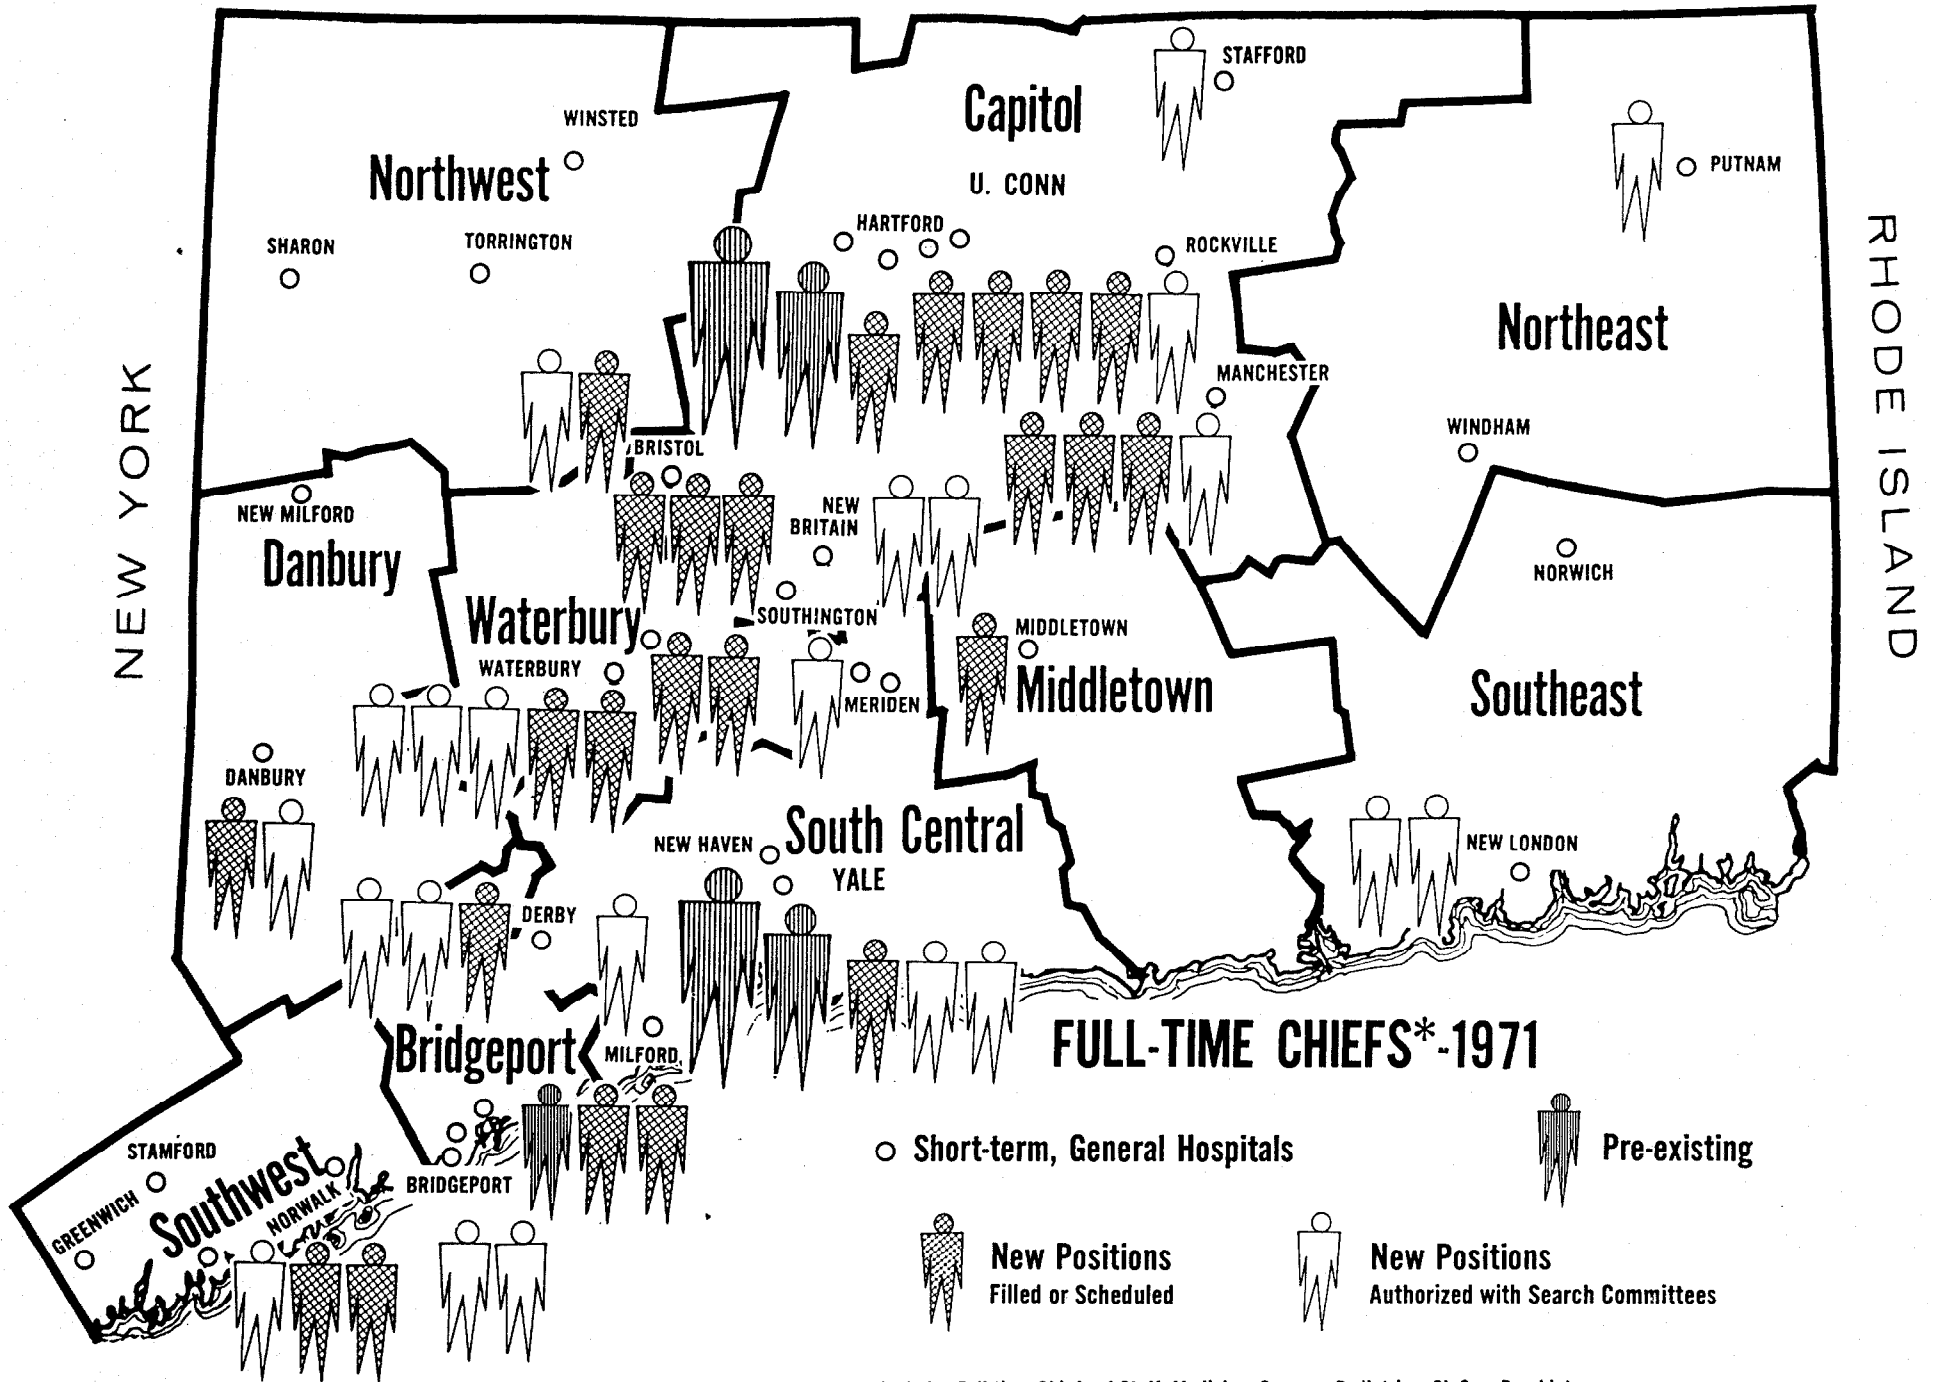 STAFFORD
Capitol
WINSTED
PUTNAM
Northwest
U. CONN
HARTFORD
SHARON
TORRINGTON
ROCKVILLE
RHODE ISLAND
Northeast
NEW YORK
MANCHESTER
WINDHAM
BRISTOL
NEW
BRITAIN
NEW MILFORD
Danbury
NORWICH
Waterbury
SOUTHINGTON
MIDDLETOWN
WATERBURY
Middletown
Southeast
MERIDEN
DANBURY
South Central
NEW HAVEN
NEW LONDON
YALE
DERBY
Bridgeport
MILFORD
FULL-TIME CHIEFS*-1971
STAMFORD
Short-term, General Hospitals
Pre-existing
Southwest
BRIDGEPORT
NORWALK
GREENWICH
New Positions
Filled or Scheduled
New Positions
Authorized with Search Committees